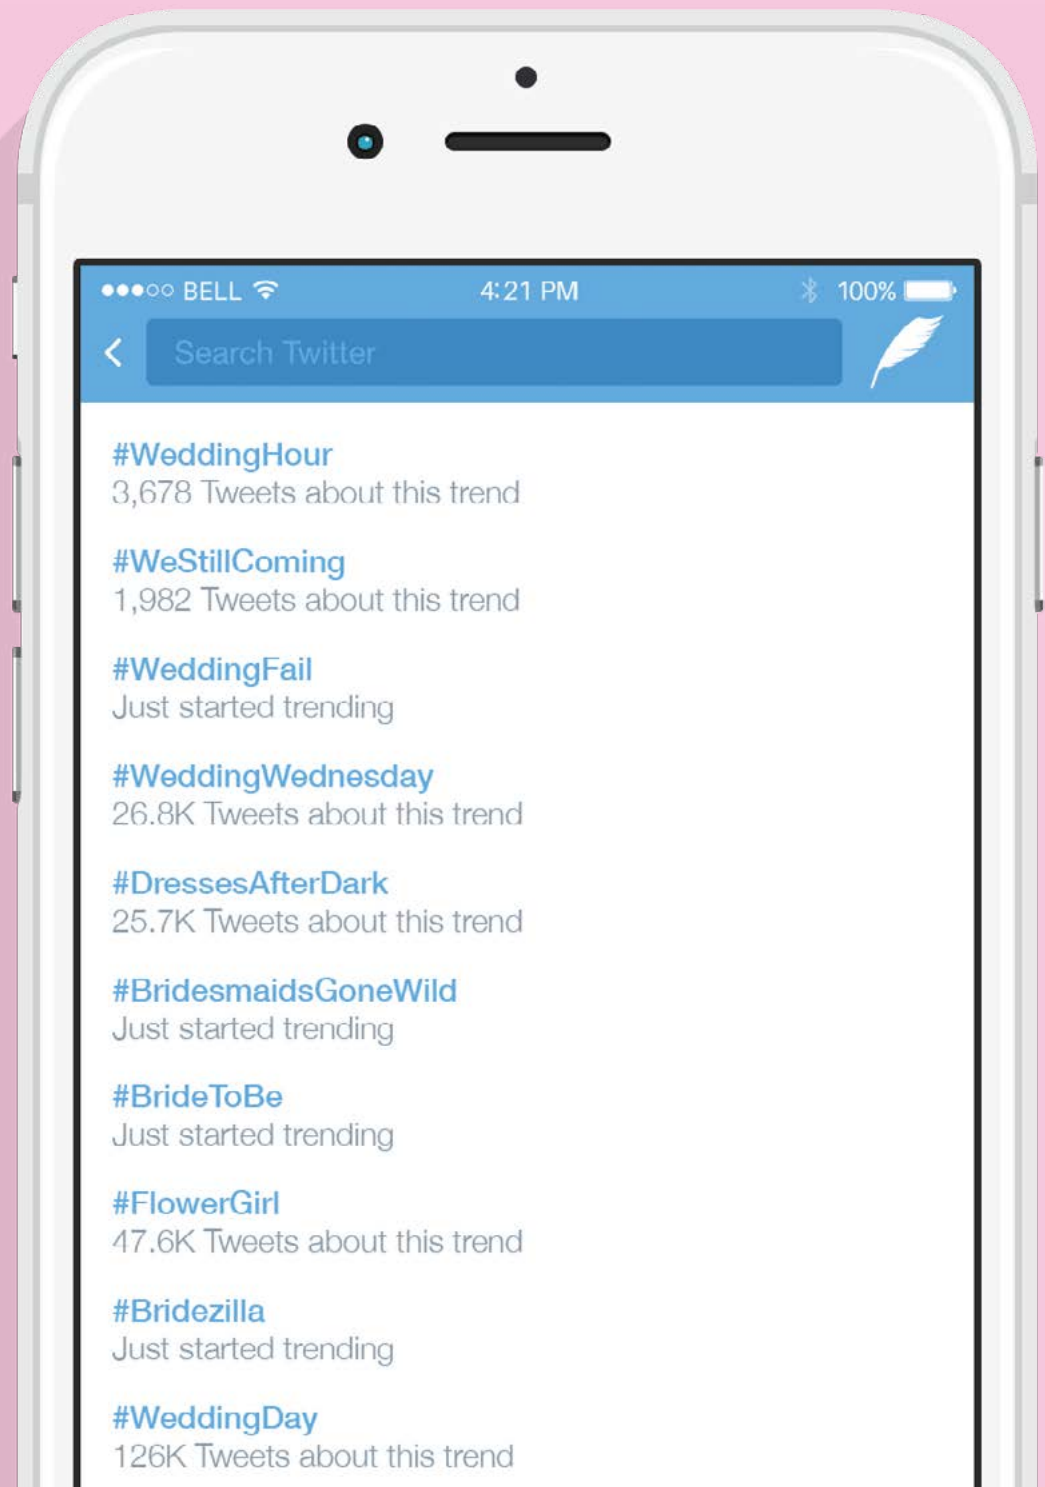 BELL 4:21 PM 100%
Search Twitter
#WeddingHour
3,678 Tweets about this trend
#WeStillComing
1,982 Tweets about this trend
#WeddingFail
Just started trending
#WeddingWednesday
26.8K Tweets about this trend
#DressesAfterDark
25.7K Tweets about this trend
#BridesmaidsGoneWild
Just started trending
#BrideToBe
Just started trending
#FlowerGirl
47.6K Tweets about this trend
#Bridezilla
Just started trending
#WeddingDay
126K Tweets about this trend